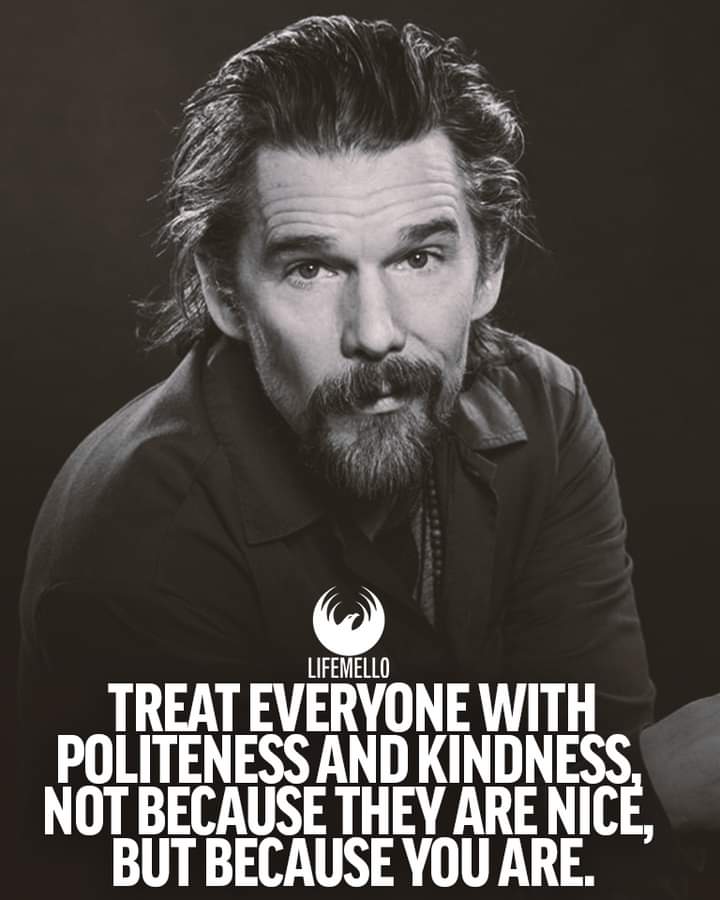 LIFEMELLO
TREAT EVERYONE WITH
POLITENESS AND KINDNESS,
NOT BECAUSE THEY ARE NICE,
BUT BECAUSE YOU ARE.